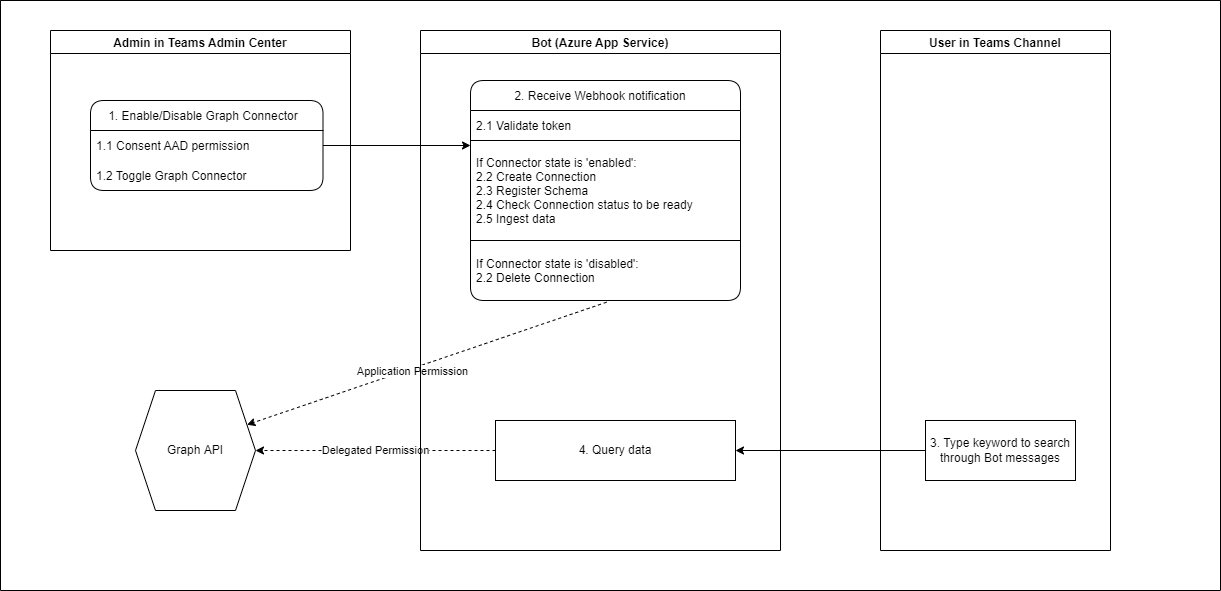 Admin in Teams Admin Center
1. Enable/Disable Graph Connector
1.1 Consent AAD permission
1.2 Toggle Graph Connector
Bot (Azure App Service)
2. Receive Webhook notification
2.1 Validate token
If Connector state is 'enabled':
2.2 Create Connection
2.3 Register Schema
2.4 Check Connection status to be ready
2.5 Ingest data
If Connector state is 'disabled':
2.2 Delete Connection
User in Teams Channel
3. Type keyword to search
through Bot messages
4. Query data
Application Permission
Delegated Permission
Graph API